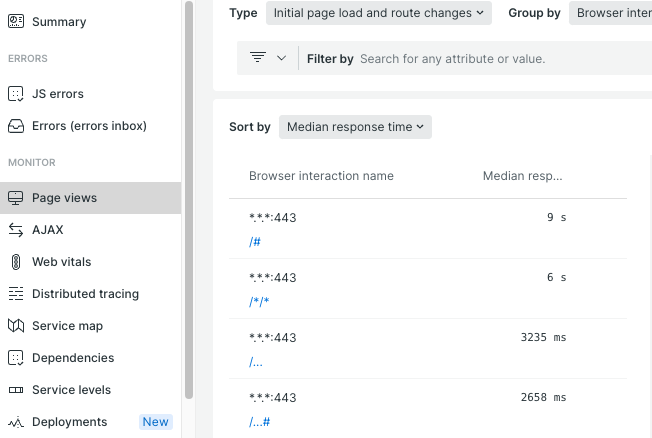 Summary
ERRORS
JS errors
Errors (errors inbox)
MONITOR
Page views
AJAX
Web vitals
Distributed tracing
Service map
Dependencies
Service levels
Deployments New
Type Initial page load and route changes Group by Browser inter
Filter by Search for any attribute or value.
Sort by Median response time
Browser interaction name Median resp...
*.*.*:443 9 s
/#
*.*.*:443 6 s
/*/*
*.*.*:443 3235 ms
/...
*.*.*:443 2658 ms
/...#